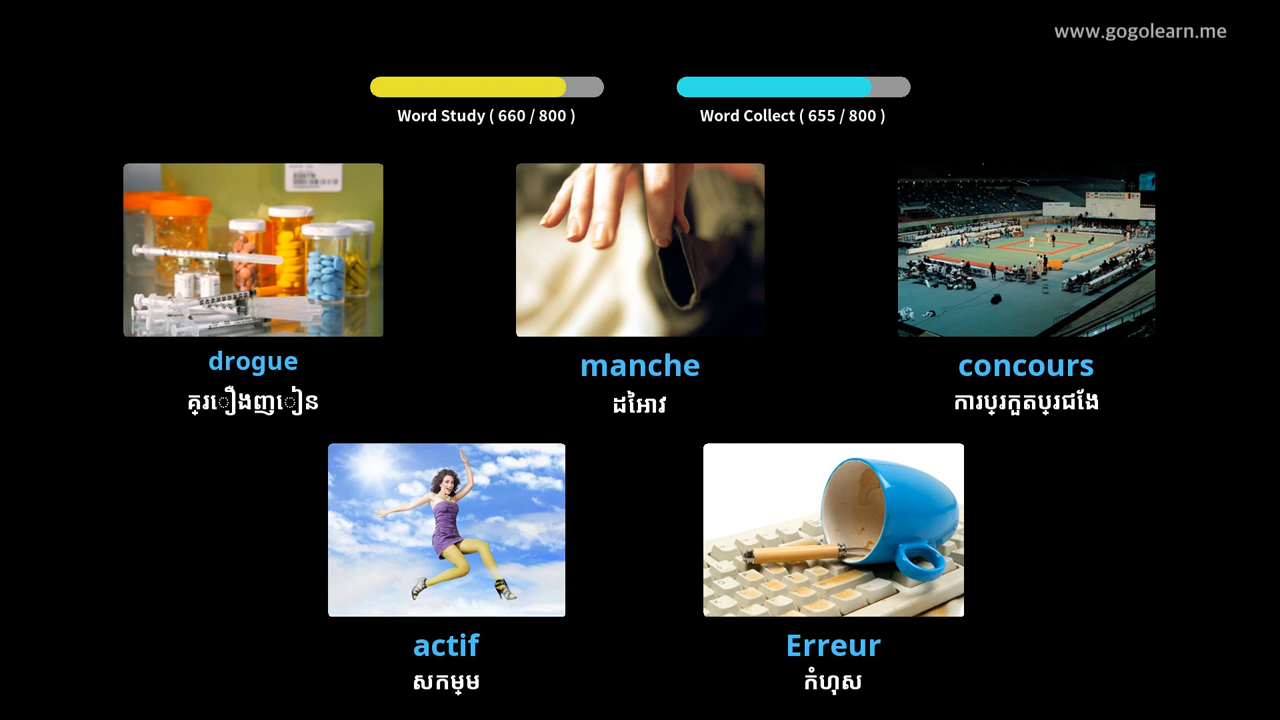 www.gogolearn.me
Word Study ( 660 / 800 )
Word Collect ( 655 / 800 )
drogue
គ្រឿងញៀន
manche
ដៃអាវ
concours
ការប្រកួតប្រជែង
actif
សកម្ម
Erreur
កំហុស